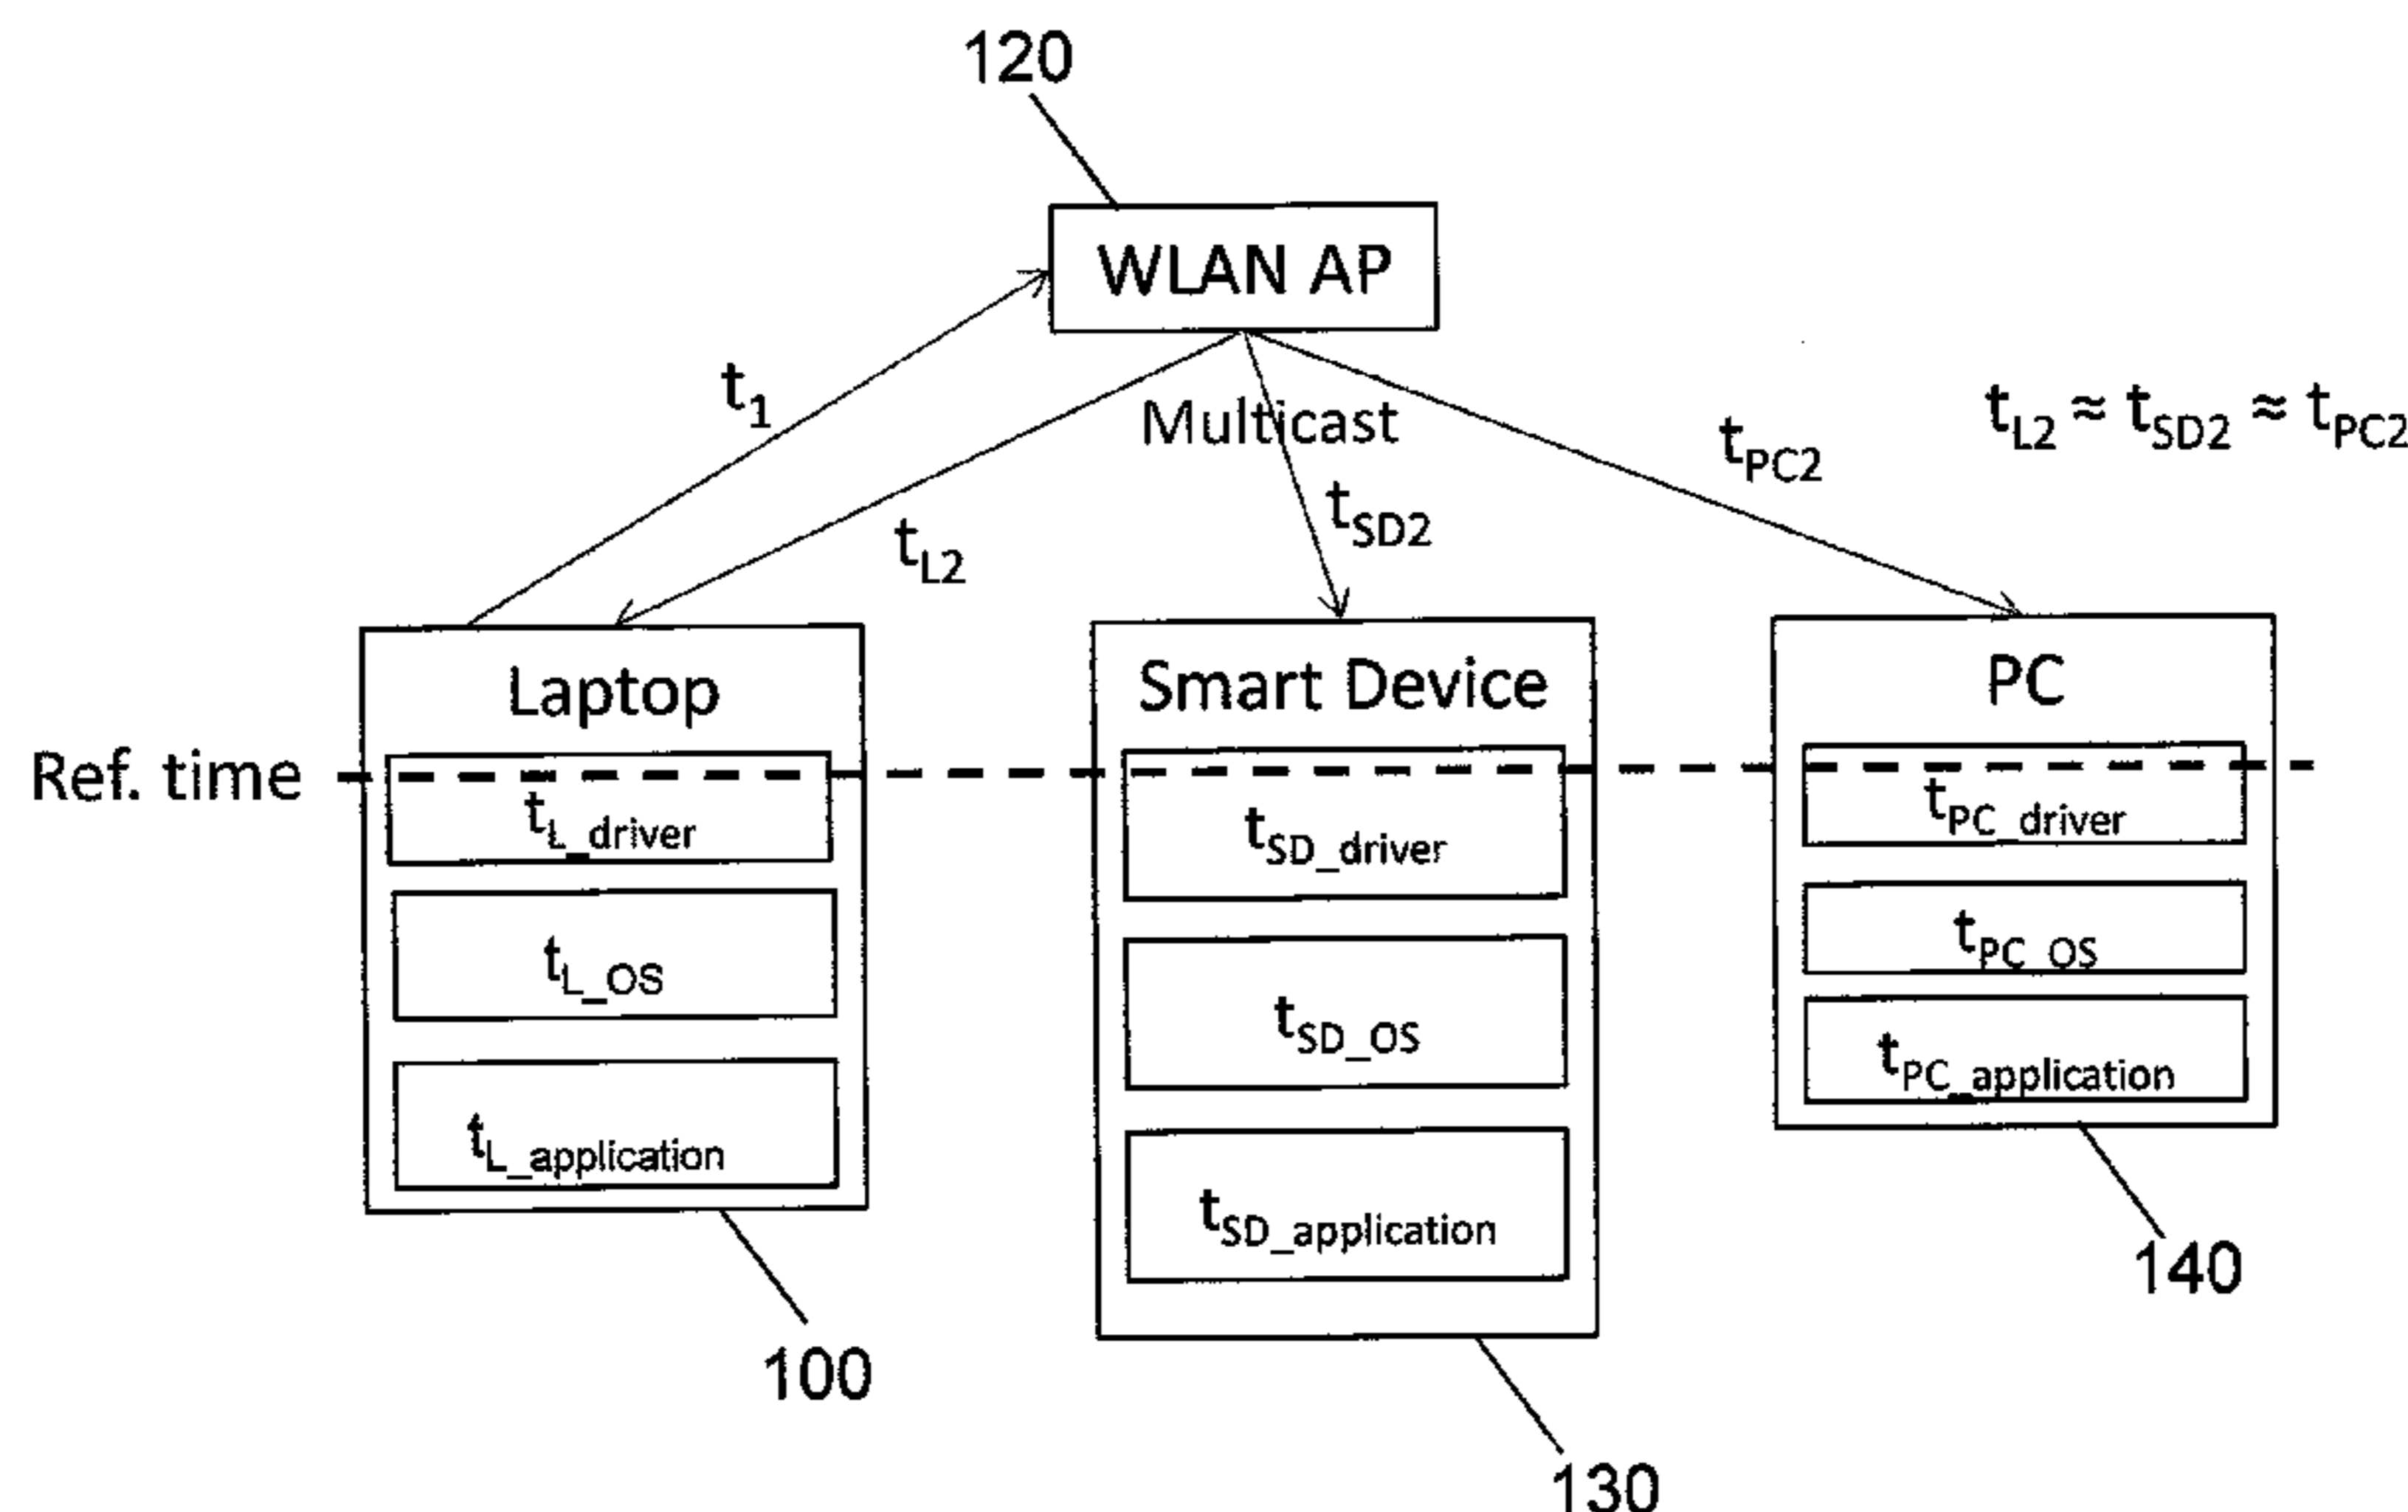 120
WLAN AP
t1
Multicast
tL2 ≈ tSD2 ≈ tPC2
tPC2
tSD2
tL2
Laptop
Smart Device
PC
Ref. time
tL_driver
tSD_driver
tPC_driver
tL_OS
tSD_OS
tPC_OS
tL_application
tSD_application
tPC_application
100
130
140